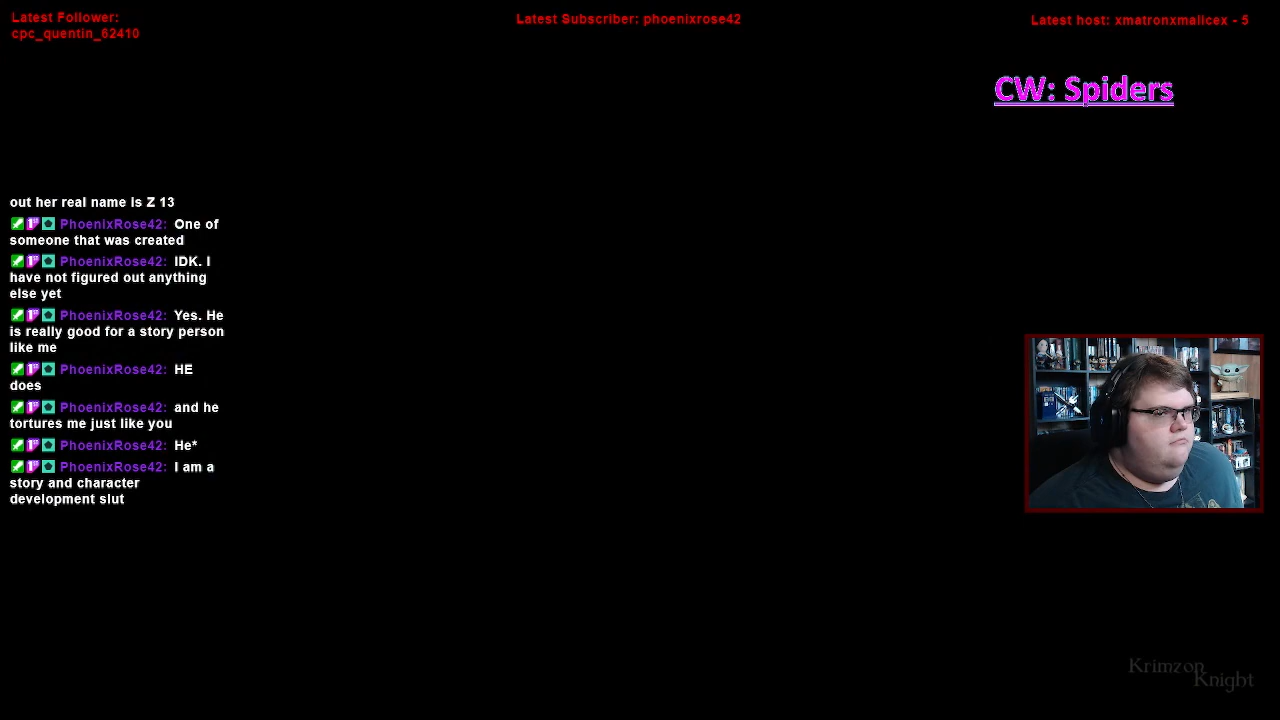 Latest Follower:
cpc_quentin_62410
Latest Subscriber: phoenixrose42
Latest host: xmatronxmalicex - 5
CW: Spiders
out her real name is Z 13
PhoenixRose42: One of
someone that was created
PhoenixRose42: IDK. I
have not figured out anything
else yet
PhoenixRose42: Yes. He
is really good for a story person
like me
PhoenixRose42: HE
does
PhoenixRose42: and he
tortures me just like you
PhoenixRose42: He*
PhoenixRose42: I am a
story and character
development slut
Krimzon
Knight